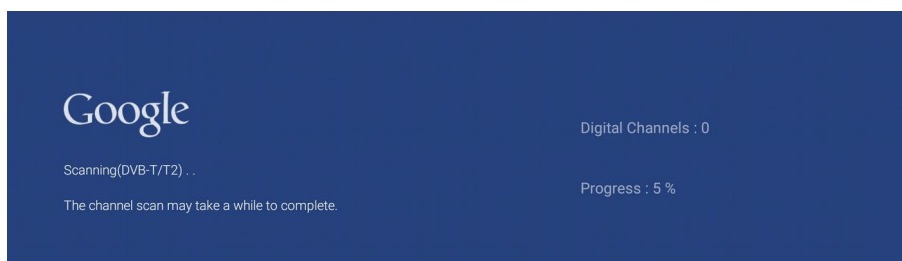 Google
Scanning(DVB-T/T2) . .
The channel scan may take a while to complete.
Digital Channels : 0
Progress : 5 %